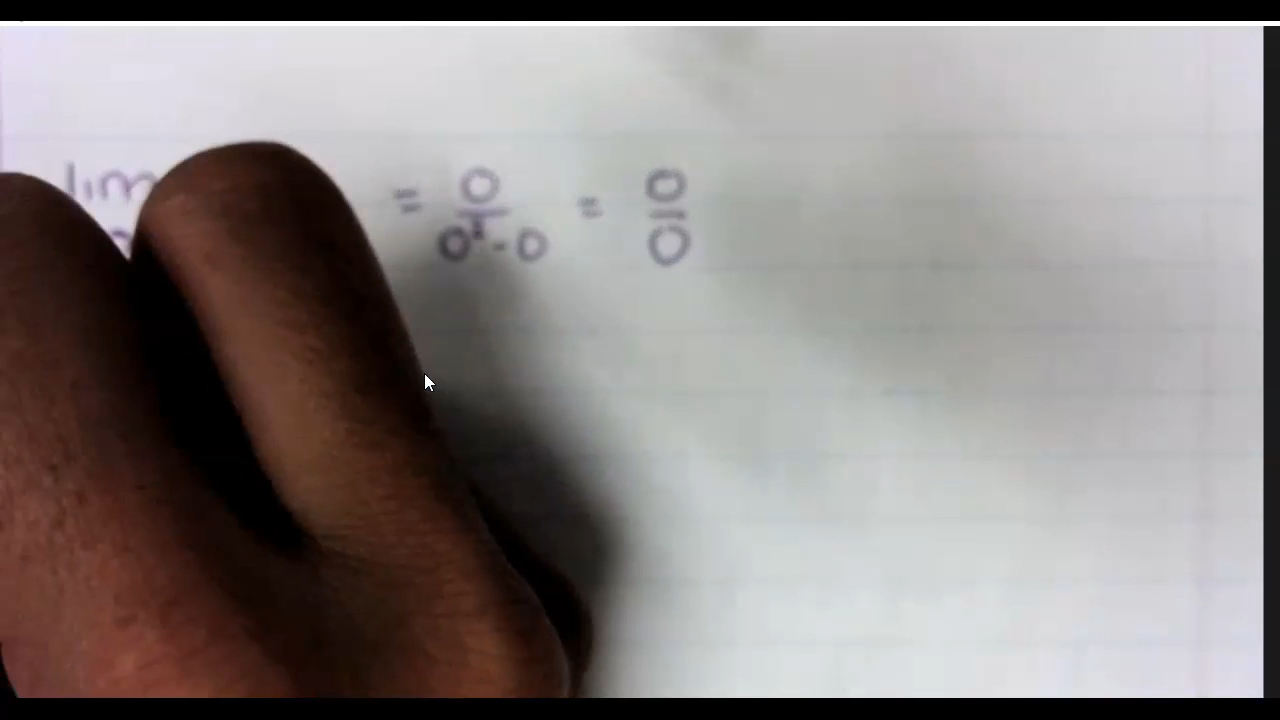 lim = 0/0²-0 = 0/0